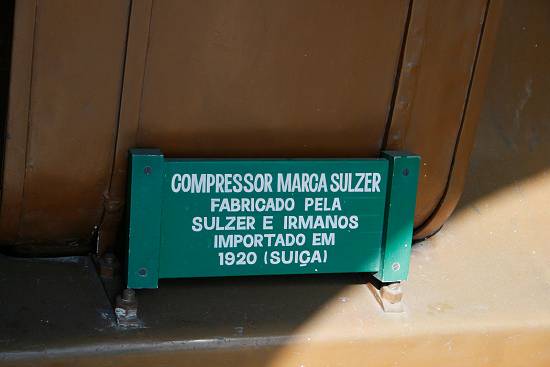 COMPRESSOR MARCA SULZER
FABRICADO PELA
SULZER E IRMANOS
IMPORTADO EM
1920 (SUIÇA)